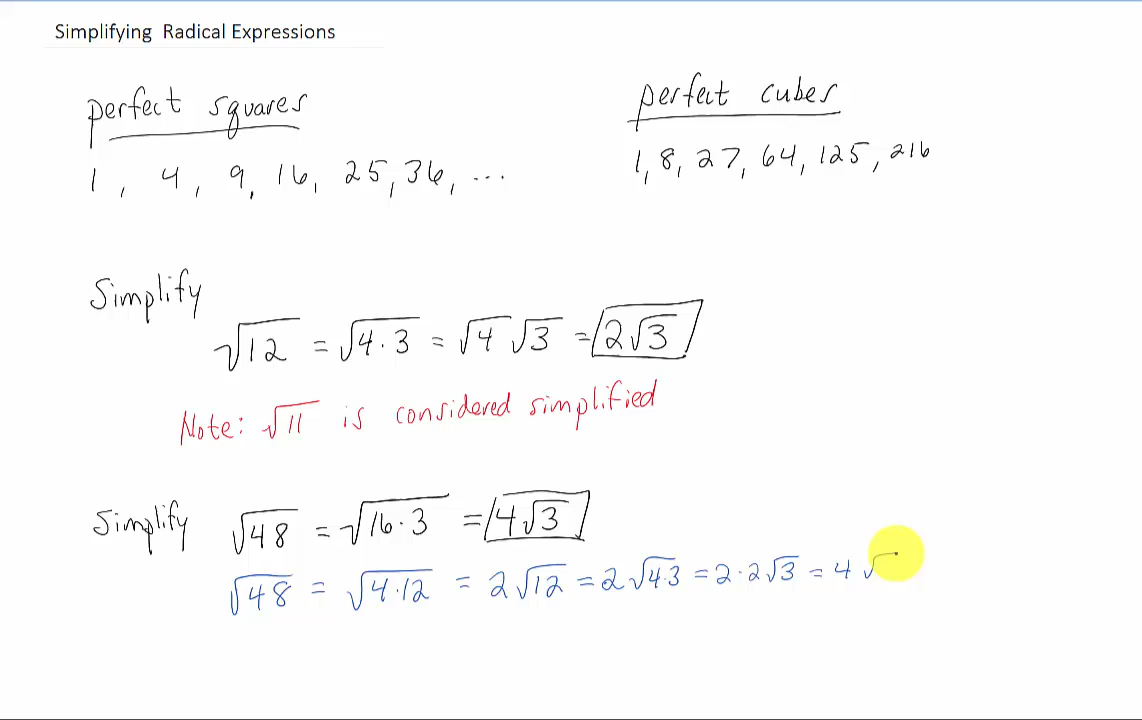 Simplifying Radical Expressions
perfect squares
1, 4, 9, 16, 25, 36, ...
perfect cubes
1, 8, 27, 64, 125, 216
Simplify
√12 = √4·3 = √4 √3 = 2√3
Note: √11 is considered simplified
Simplify √48 = √16·3 = 4√3
√48 = √4·12 = 2√12 = 2√4·3 = 2·2√3 = 4√